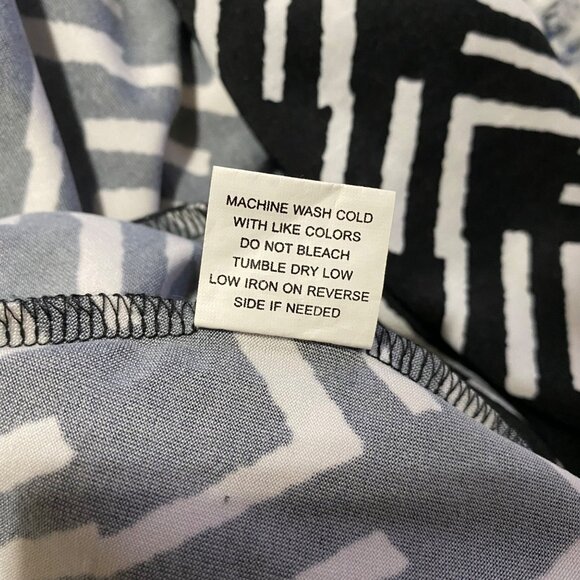 MACHINE WASH COLD
WITH LIKE COLORS
DO NOT BLEACH
TUMBLE DRY LOW
LOW IRON ON REVERSE
SIDE IF NEEDED